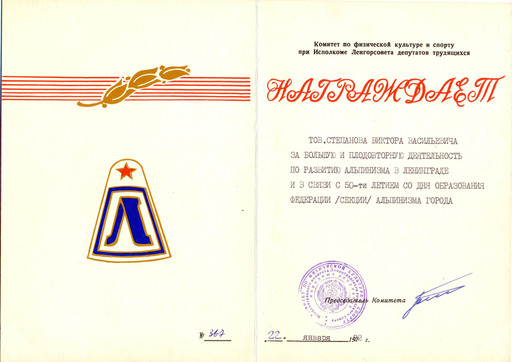 Л
№ 367
Комитет по физической культуре и спорту
при Исполкоме Ленгорсовета депутатов трудящихся
НАГРАЖДАЕТ
ТОВ.СТЕПАНОВА ВИКТОРА ВАСИЛЬЕВИЧА
ЗА БОЛЬШУЮ И ПЛОДОВТОРНУЮ ДЕЯТЕЛЬНОСТЬ
ПО РАЗВИТИЮ АЛЬПИНИЗМА В ЛЕНИНГРАДЕ
И В СВЯЗИ С 50-ти ЛЕТИЕМ СО ДНЯ ОБРАЗОВАНИЯ
ФЕДЕРАЦИИ /СЕКЦИИ/ АЛЬПИНИЗМА ГОРОДА
Председатель Комитета
22. января г.